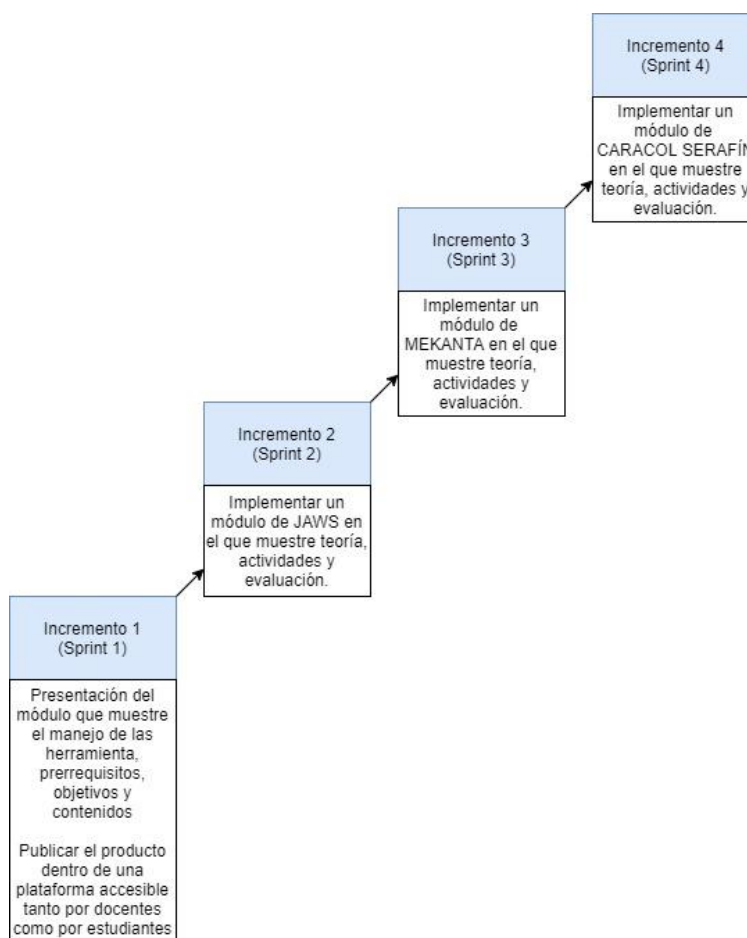 Incremento 4
(Sprint 4)
Implementar un
módulo de
CARACOL SERAFÍN
en el que muestre
teoría, actividades y
evaluación.
Incremento 3
(Sprint 3)
Implementar un
módulo de
MEKANTA en el que
muestre teoría,
actividades y
evaluación.
Incremento 2
(Sprint 2)
Implementar un
módulo de JAWS en
el que muestre teoría,
actividades y
evaluación.
Incremento 1
(Sprint 1)
Presentación del
módulo que muestre
el manejo de las
herramienta,
prerrequisitos,
objetivos y
contenidos
Publicar el producto
dentro de una
plataforma accesible
tanto por docentes
como por estudiantes